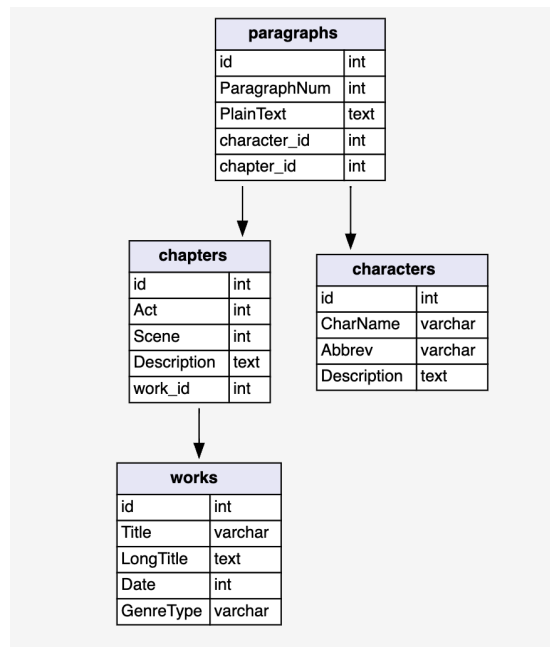 paragraphs
id int
ParagraphNum int
PlainText text
character_id int
chapter_id int
chapters
id int
Act int
Scene int
Description text
work_id int
characters
id int
CharName varchar
Abbrev varchar
Description text
works
id int
Title varchar
LongTitle text
Date int
GenreType varchar